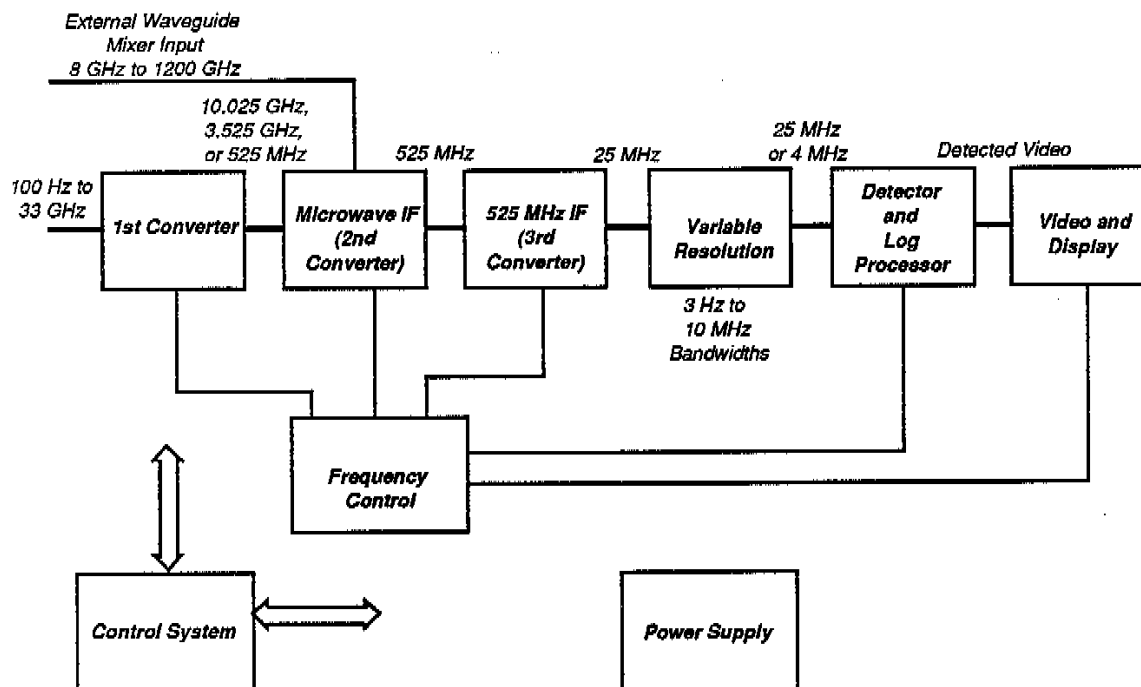 External Waveguide
Mixer Input
8 GHz to 1200 GHz
10.025 GHz,
3.525 GHz,
or 525 MHz
525 MHz
25 MHz
25 MHz
or 4 MHz
Detected Video
100 Hz to
33 GHz
1st Converter
Microwave IF
(2nd
Converter)
525 MHz IF
(3rd
Converter)
Variable
Resolution
Detector
and
Log
Processor
Video and
Display
3 Hz to
10 MHz
Bandwidths
Frequency
Control
Control System
Power Supply